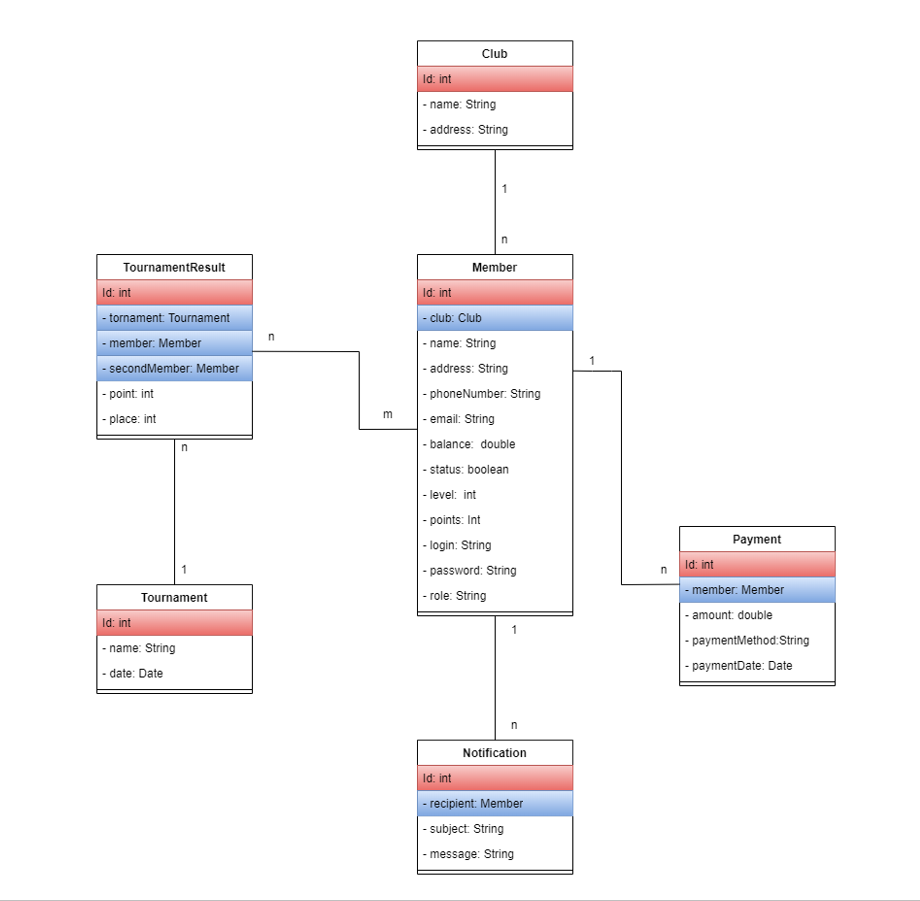 Club
Id: int
- name: String
- address: String
1
n
TournamentResult
Id: int
- tornament: Tournament
- member: Member
- secondMember: Member
- point: int
- place: int
n
m
n
1
Member
Id: int
- club: Club
- name: String
- address: String
- phoneNumber: String
- email: String
- balance:  double
- status: boolean
- level:  int
- points: Int
- login: String
- password: String
- role: String
1
n
Tournament
Id: int
- name: String
- date: Date
Payment
Id: int
- member: Member
- amount: double
- paymentMethod:String
- paymentDate: Date
1
n
Notification
Id: int
- recipient: Member
- subject: String
- message: String